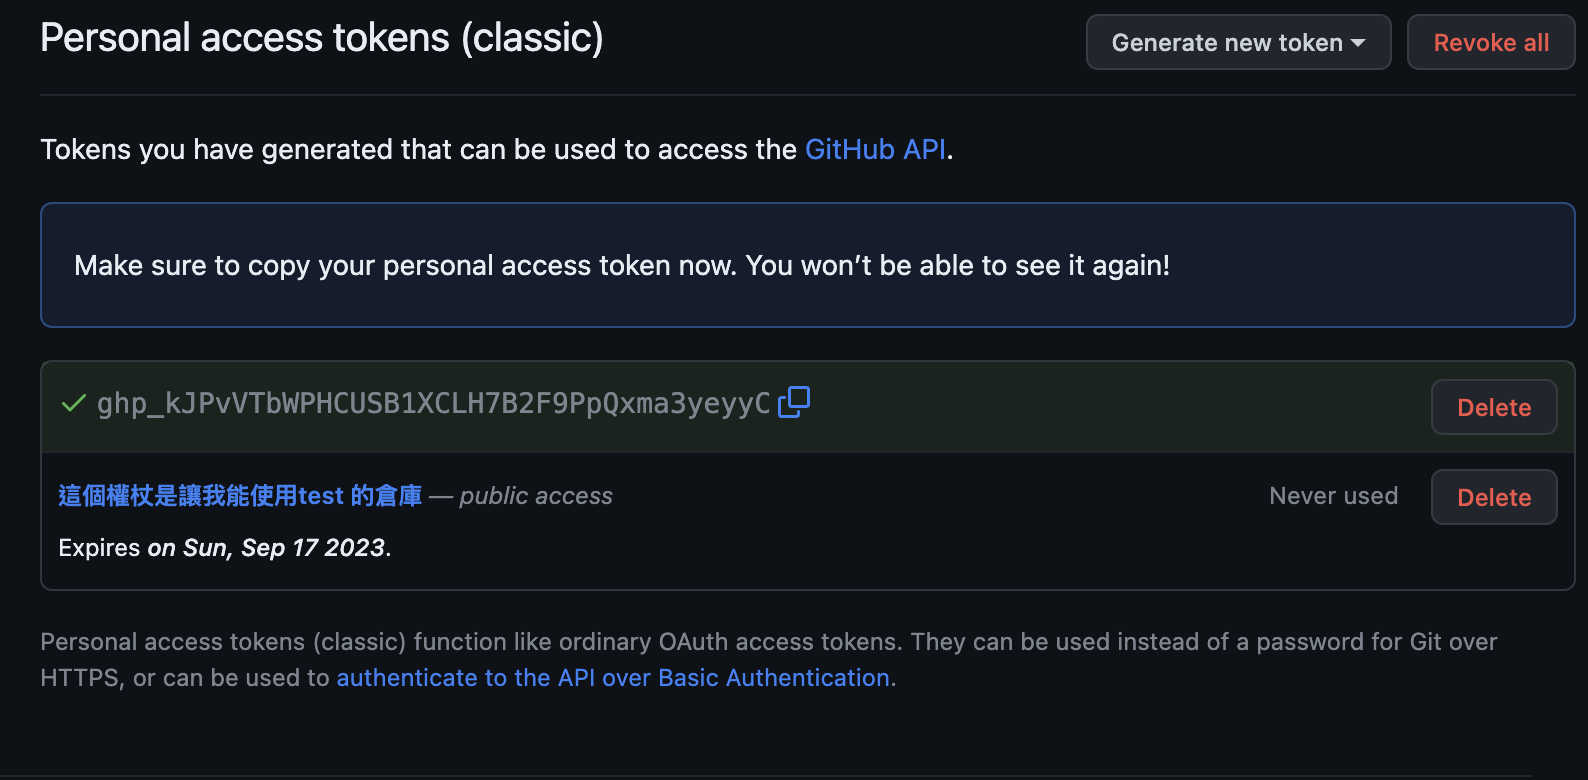 Personal access tokens (classic)
Generate new token
Revoke all
Tokens you have generated that can be used to access the GitHub API.
Make sure to copy your personal access token now. You won’t be able to see it again!
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
Delete
這個權杖是讓我能使用test 的倉庫 — public access
Never used
Delete
Expires on Sun, Sep 17 2023.
Personal access tokens (classic) function like ordinary OAuth access tokens. They can be used instead of a password for Git over
HTTPS, or can be used to authenticate to the API over Basic Authentication.